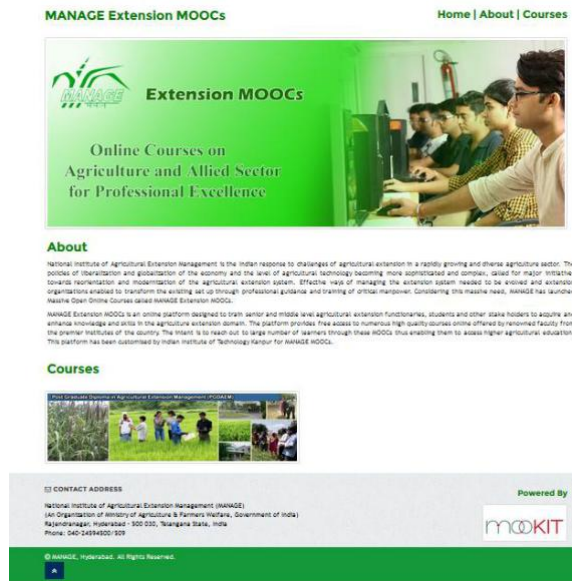 MANAGE Extension MOOCs
Home | About | Courses
MANAGE
Extension MOOCs
Online Courses on
Agriculture and Allied Sector
for Professional Excellence
About
National Institute of Agricultural Extension Management is the Indian response to challenges of agricultural extension in a rapidly growing and diverse agriculture sector. The
policies of liberalization and globalization of the economy and the level of agricultural technology becoming more sophisticated and complex, called for major initiative
towards reorientation and modernization of the agricultural extension system. Effective ways of managing the extension system needed to be evolved and extension
organisations enabled to transform the existing set up through professional guidance and training of critical manpower. Considering this massive need, MANAGE has launche
Massive Open Online Courses called MANAGE Extension MOOCs.
MANAGE Extension MOOCs is an online platform designed to train senior and middle level agricultural extension functionaries, students and other stake holders to acquire an
enhance knowledge and skills in the agriculture extension domain. The platform provides free access to numerous high quality courses online offered by renowned faculty from
the premier institutes of the country. The intent is to reach out to large number of learners through these MOOCs thus enabling them to access higher agricultural education
This platform has been customised by Indian Institute of Technology Kanpur for MANAGE MOOCs.
Courses
Post Graduate Diploma in Agricultural Extension Management (PGDAEM)
CONTACT ADDRESS
National Institute of Agricultural Extension Management (MANAGE)
(An Organization of Ministry of Agriculture & Farmers Welfare, Government of India)
Rajendranagar, Hyderabad - 500 030, Telangana State, India
Phone: 040-24594500/509
Powered By
mooKIT
© MANAGE, Hyderabad. All Rights Reserved.